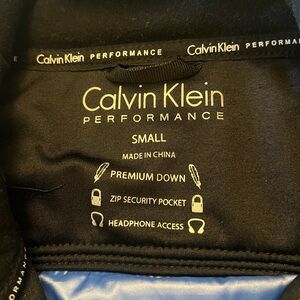 Calvin Klein PERFORMANCE
Calvin Klein PERFORMAN
Calvin Klein
PERFORMANCE
SMALL
MADE IN CHINA
PREMIUM DOWN
ZIP SECURITY POCKET
HEADPHONE ACCESS